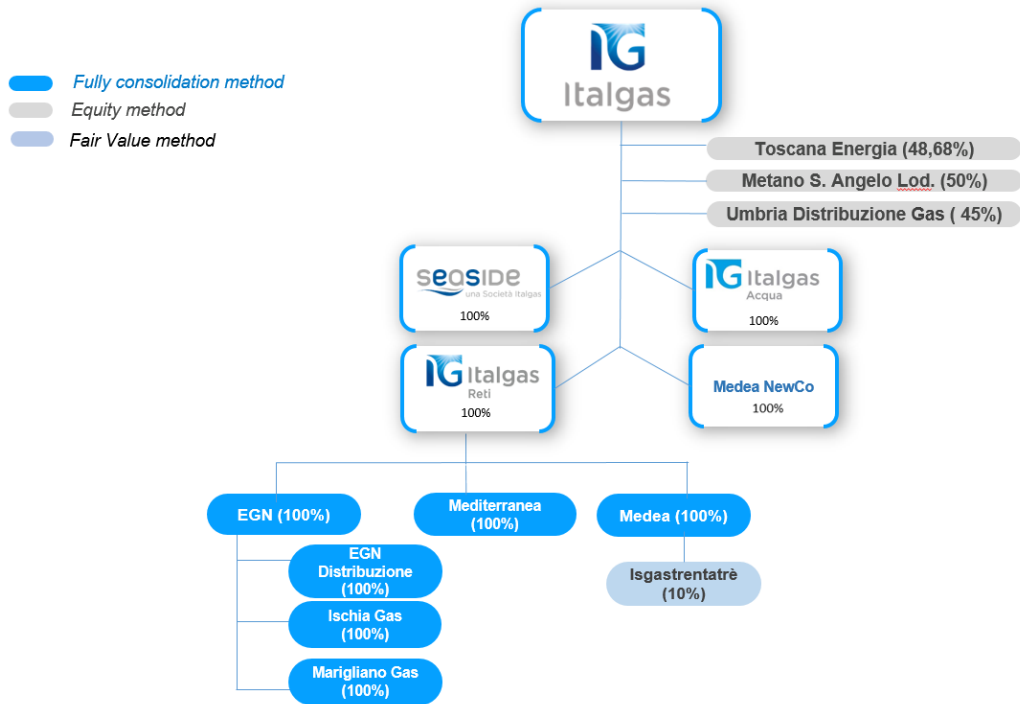 IG
Italgas
Fully consolidation method
Equity method
Fair Value method
Toscana Energia (48,68%)
Metano S. Angelo Lod. (50%)
Umbria Distribuzione Gas ( 45%)
seaside
una Società Italgas
100%
IG Italgas
Acqua
100%
IG Italgas
Reti
100%
Medea NewCo
100%
EGN (100%)
Mediterranea
(100%)
Medea (100%)
EGN
Distribuzione
(100%)
Isgastrentatrè
(10%)
Ischia Gas
(100%)
Marigliano Gas
(100%)